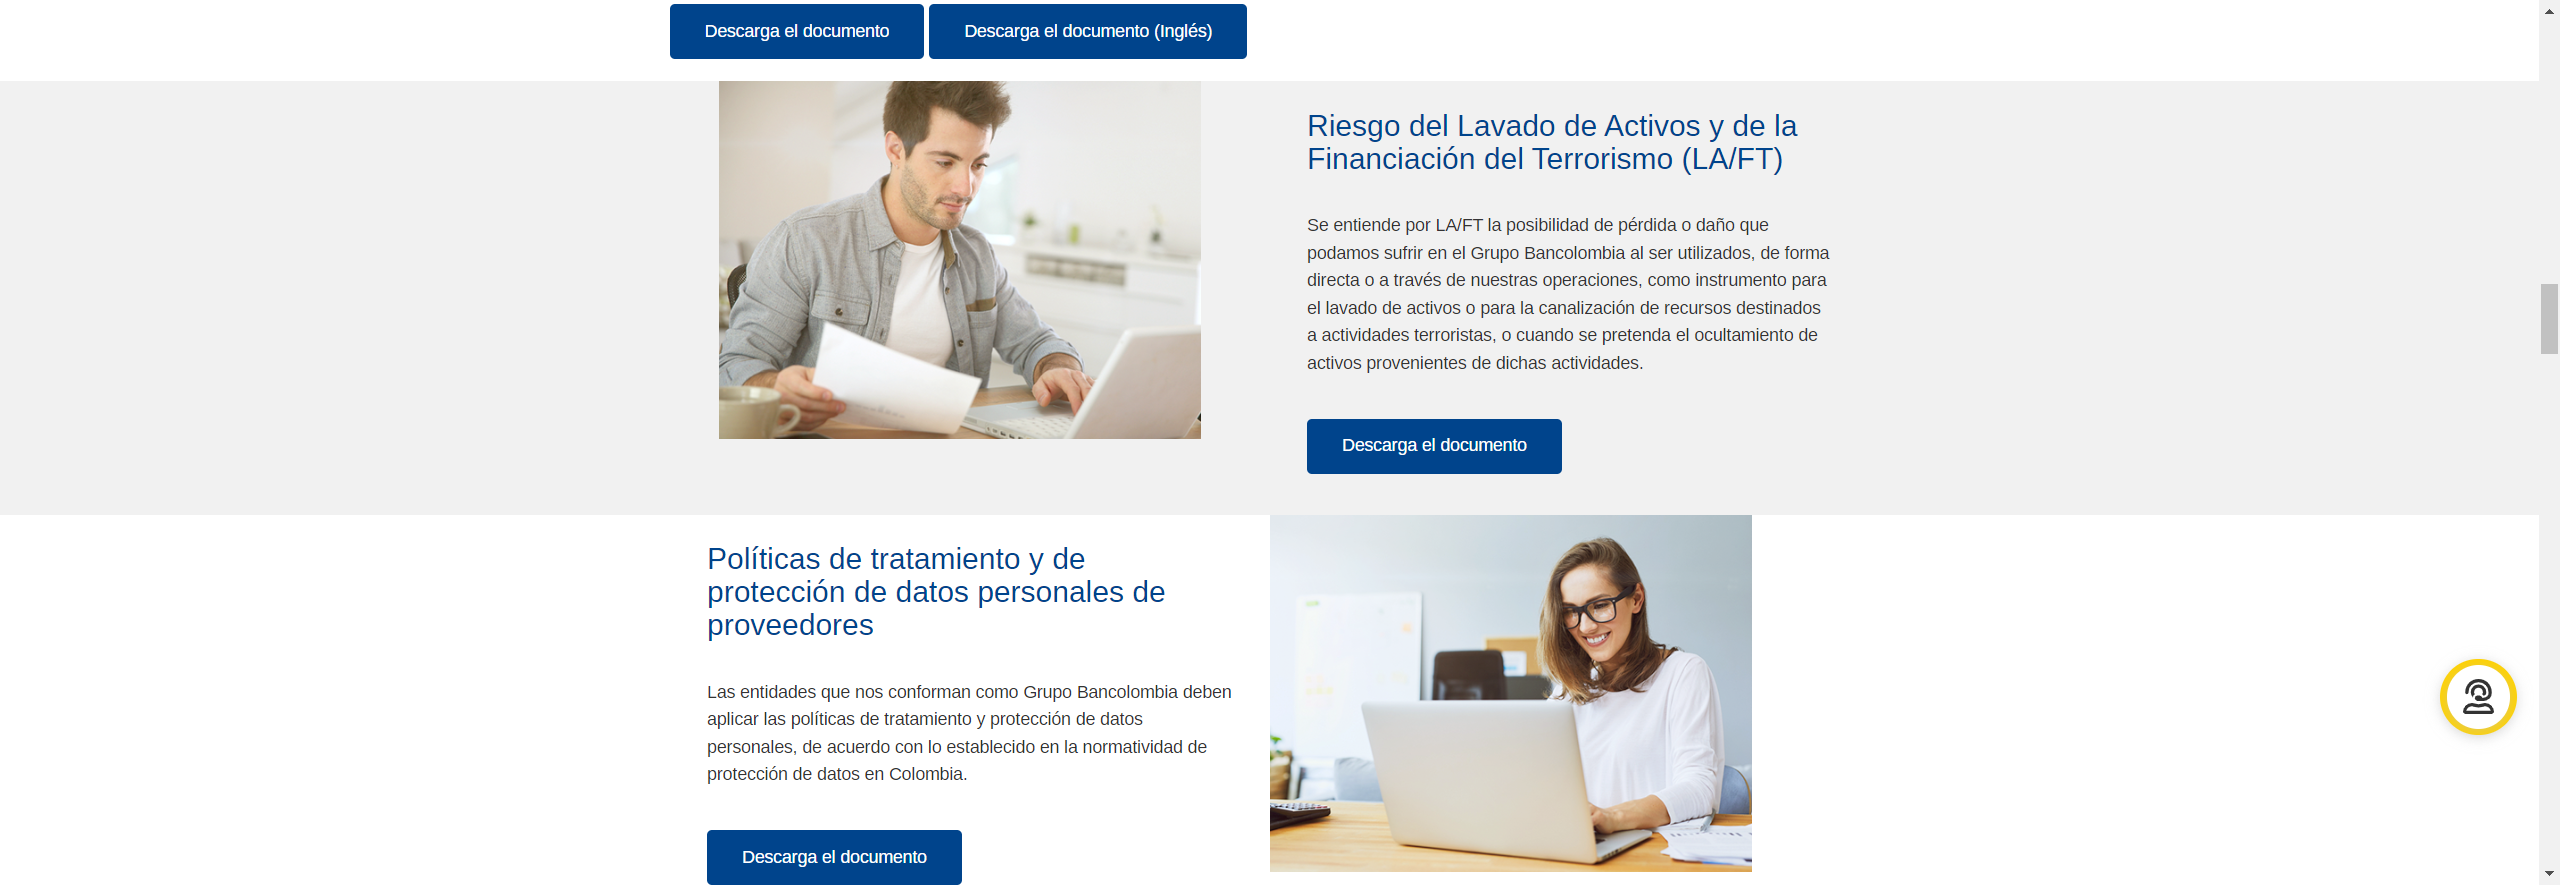 Descarga el documento
Descarga el documento (Inglés)
Riesgo del Lavado de Activos y de la
Financiación del Terrorismo (LA/FT)
Se entiende por LA/FT la posibilidad de pérdida o daño que
podamos sufrir en el Grupo Bancolombia al ser utilizados, de forma
directa o a través de nuestras operaciones, como instrumento para
el lavado de activos o para la canalización de recursos destinados
a actividades terroristas, o cuando se pretenda el ocultamiento de
activos provenientes de dichas actividades.
Descarga el documento
Políticas de tratamiento y de
protección de datos personales de
proveedores
Las entidades que nos conforman como Grupo Bancolombia deben
aplicar las políticas de tratamiento y protección de datos
personales, de acuerdo con lo establecido en la normatividad de
protección de datos en Colombia.
Descarga el documento